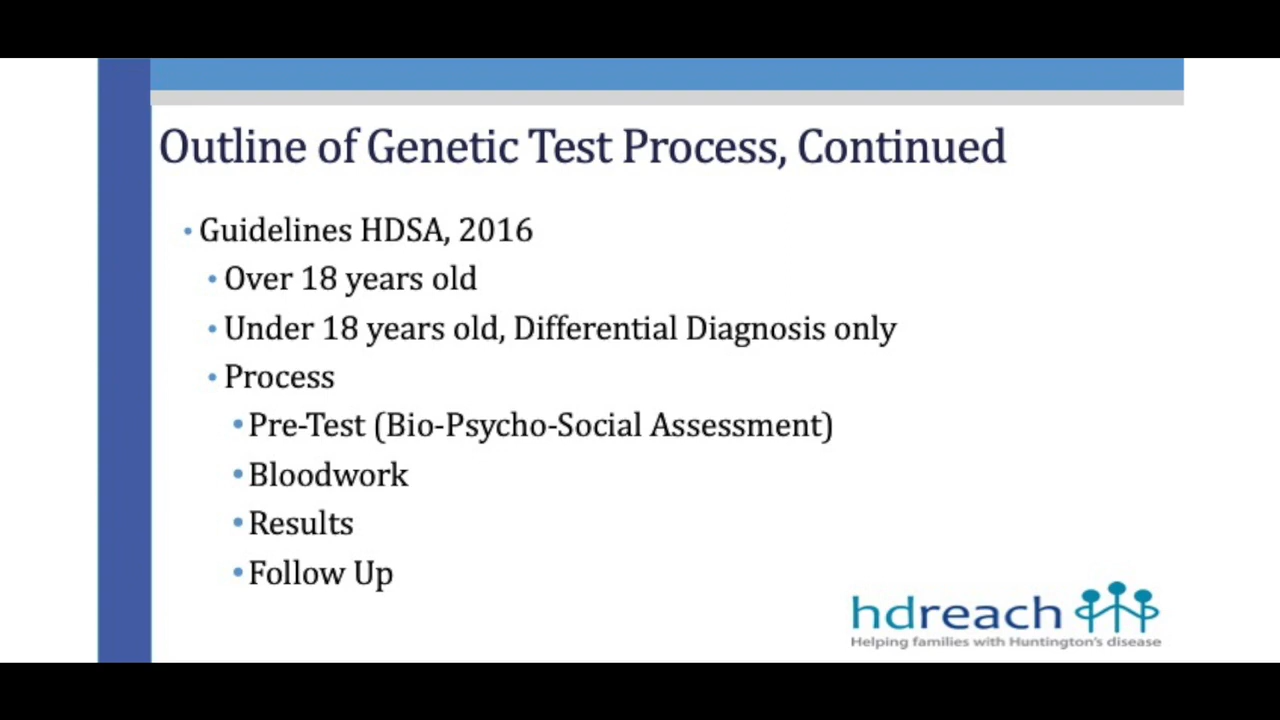 Outline of Genetic Test Process, Continued
• Guidelines HDSA, 2016
• Over 18 years old
• Under 18 years old, Differential Diagnosis only
• Process
• Pre-Test (Bio-Psycho-Social Assessment)
• Bloodwork
• Results
• Follow Up
hdreach
Helping families with Huntington's disease